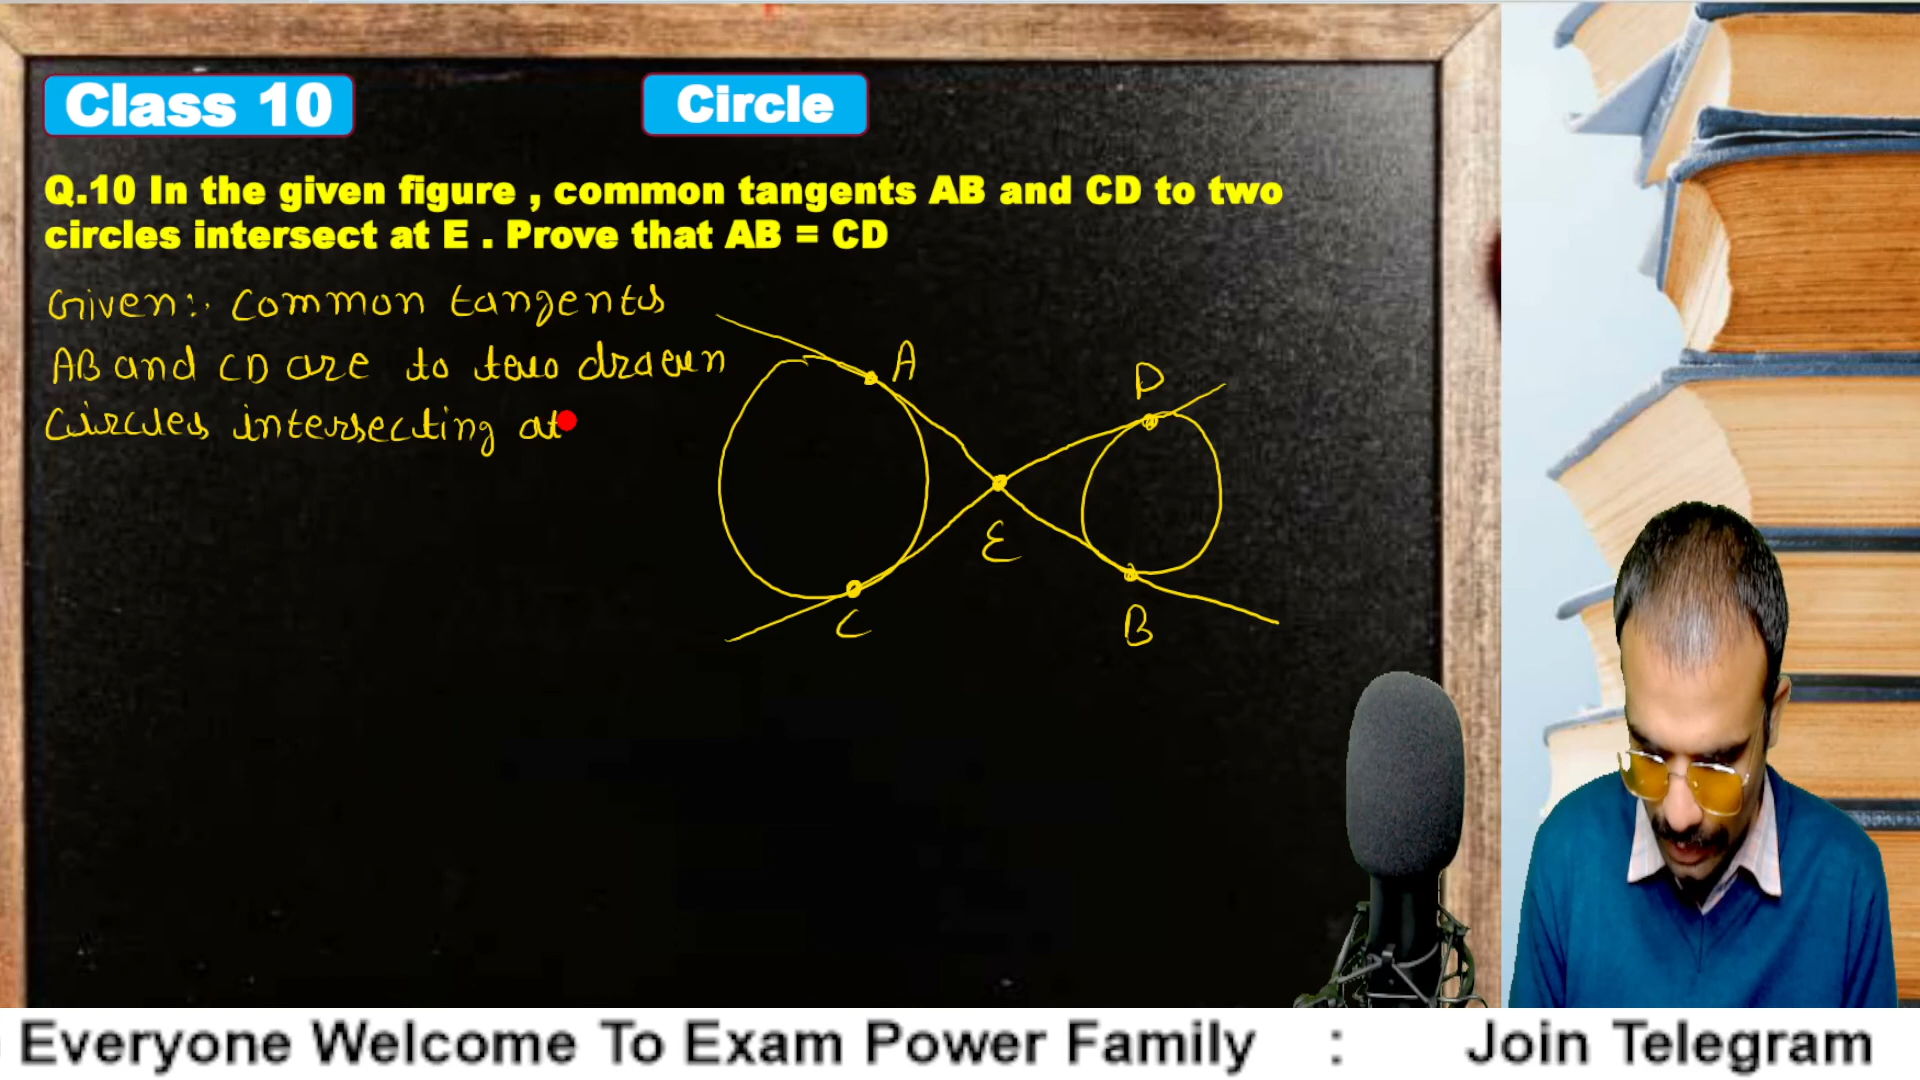 Class 10
Circle
Q.10 In the given figure , common tangents AB and CD to two
circles intersect at E . Prove that AB = CD
Given:. Common tangents
AB and CD are to two drawn
Circles intersecting at
A
D
E
C
B
Everyone Welcome To Exam Power Family : Join Telegram